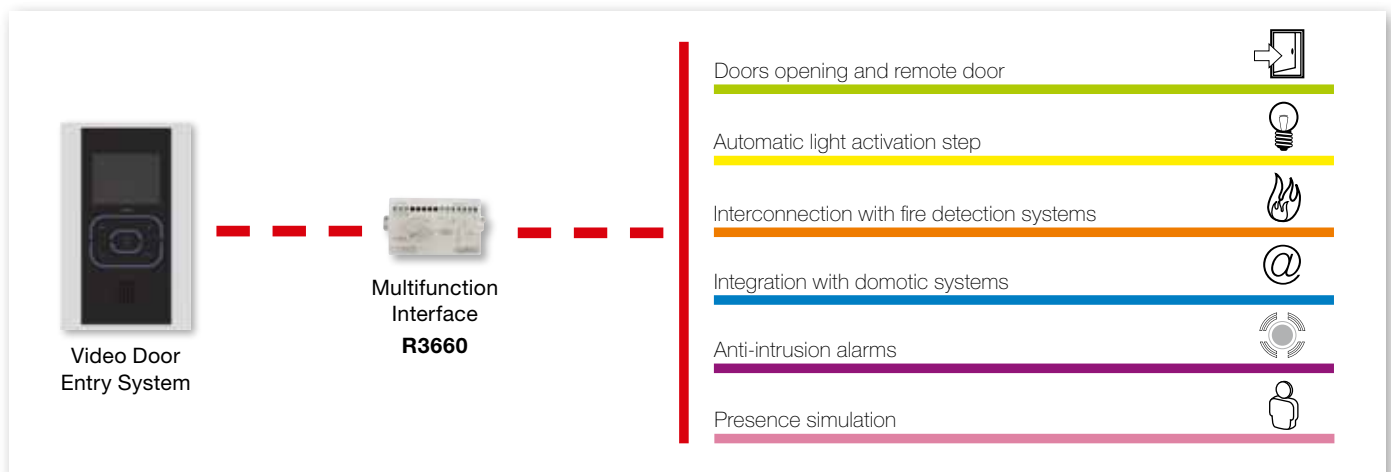 Doors opening and remote door
Automatic light activation step
Interconnection with fire detection systems
@
Integration with domotic systems
Multifunction
Interface
R3660
Video Door
Entry System
Anti-intrusion alarms
Presence simulation